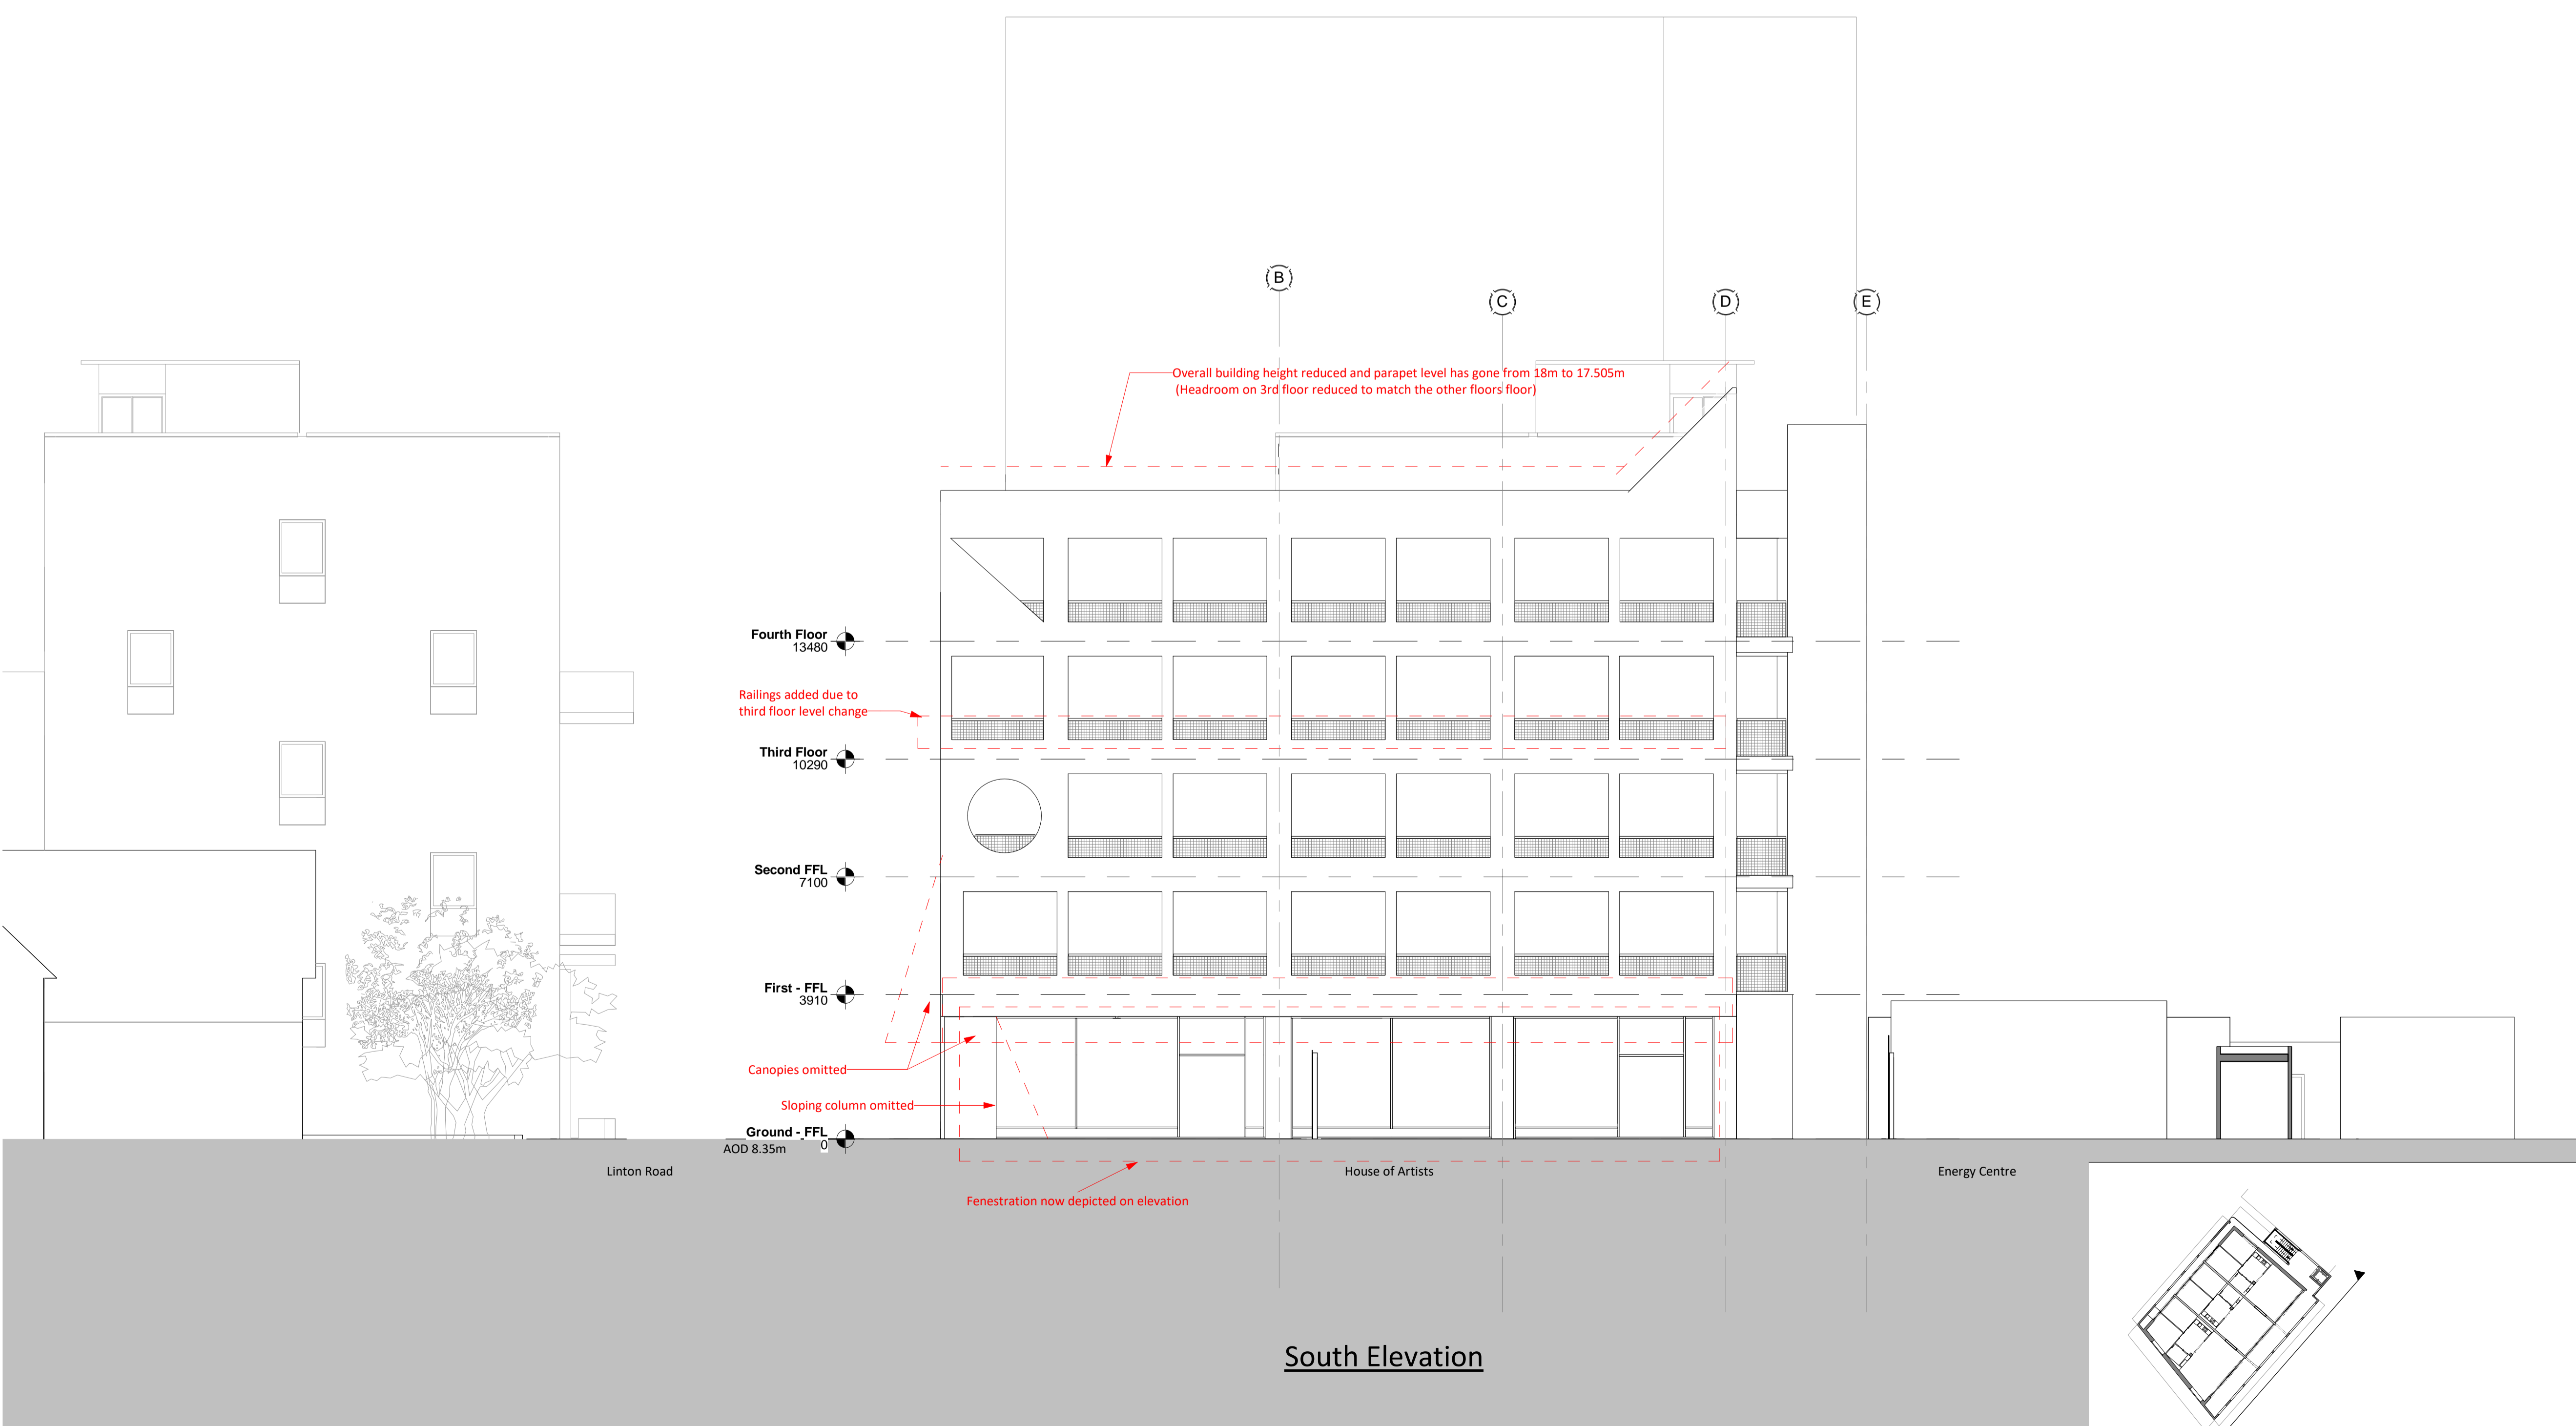 B
C
D
E
Overall building height reduced and parapet level has gone from 18m to 17.505m
(Headroom on 3rd floor reduced to match the other floors floor)
Fourth Floor
13480
Railings added due to
third floor level change
Third Floor
10290
Second FFL
7100
First - FFL
3910
Canopies omitted
Sloping column omitted
Ground - FFL
0
AOD 8.35m
Linton Road
House of Artists
Energy Centre
Fenestration now depicted on elevation
South Elevation